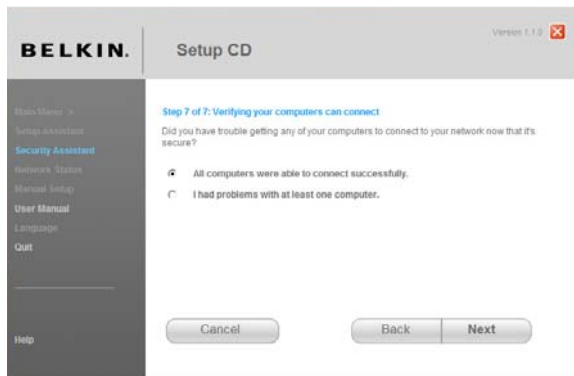 BELKIN.
Setup CD
Version 1.1.0
Main Menu >
Setup Assistant
Security Assistant
Network Status
Manual Setup
User Manual
Language
Quit
Help
Step 7 of 7: Verifying your computers can connect
Did you have trouble getting any of your computers to connect to your network now that it's
secure?
All computers were able to connect successfully.
I had problems with at least one computer.
Cancel
Back
Next